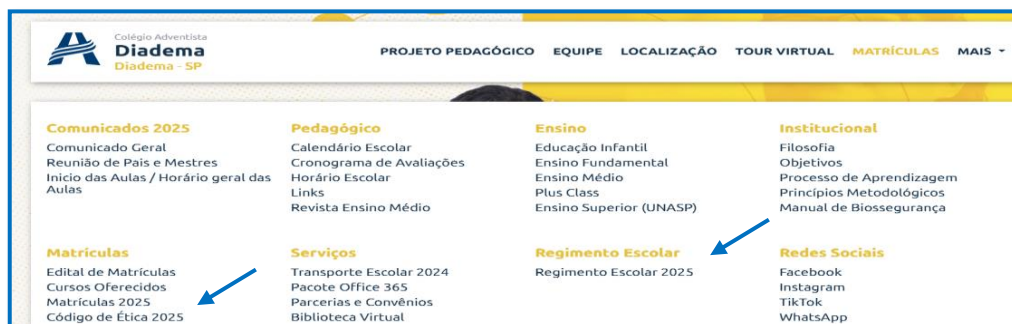 Colégio Adventista
Diadema
Diadema - SP
PROJETO PEDAGÓGICO EQUIPE LOCALIZAÇÃO TOUR VIRTUAL MATRÍCULAS MAIS
Comunicados 2025
Comunicado Geral
Reunião de Pais e Mestres
Inicio das Aulas / Horário geral das
Aulas
Pedagógico
Calendário Escolar
Cronograma de Avaliações
Horário Escolar
Links
Revista Ensino Médio
Ensino
Educação Infantil
Ensino Fundamental
Ensino Médio
Plus Class
Ensino Superior (UNASP)
Institucional
Filosofia
Objetivos
Processo de Aprendizagem
Princípios Metodológicos
Manual de Biossegurança
Matriculas
Edital de Matrículas
Cursos Oferecidos
Matrículas 2025
Código de Ética 2025
Serviços
Transporte Escolar 2024
Pacote Office 365
Parcerias e Convênios
Biblioteca Virtual
Regimento Escolar
Regimento Escolar 2025
Redes Sociais
Facebook
Instagram
TikTok
WhatsApp